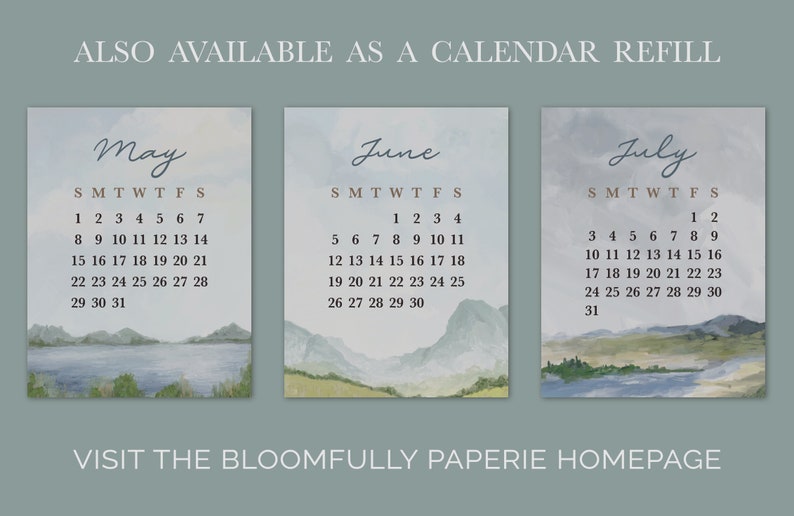 ALSO AVAILABLE AS A CALENDAR REFILL
May
S M T W T F S
1 2 3 4 5 6 7
8 9 10 11 12 13 14
15 16 17 18 19 20 21
22 23 24 25 26 27 28
29 30 31
June
S M T W T F S
1 2 3 4
5 6 7 8 9 10 11
12 13 14 15 16 17 18
19 20 21 22 23 24 25
26 27 28 29 30
July
S M T W T F S
1 2
3 4 5 6 7 8 9
10 11 12 13 14 15 16
17 18 19 20 21 22 23
24 25 26 27 28 29 30
31
VISIT THE BLOOMFULLY PAPERIE HOMEPAGE